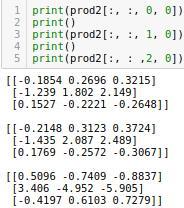 1 print(prod2[:, :, 0, 0])
2 print()
3 print(prod2[:, :, 1, 0])
4 print()
5 print(prod2[:, : ,2, 0])
[[-0.1854 0.2696 0.3215]
[-1.239 1.802 2.149]
[0.1527 -0.2221 -0.2648]]
[[-0.2148 0.3123 0.3724]
[-1.435 2.087 2.489]
[0.1769 -0.2572 -0.3067]]
[[0.5096 -0.7409 -0.8837]
[3.406 -4.952 -5.905]
[-0.4197 0.6103 0.7279]]